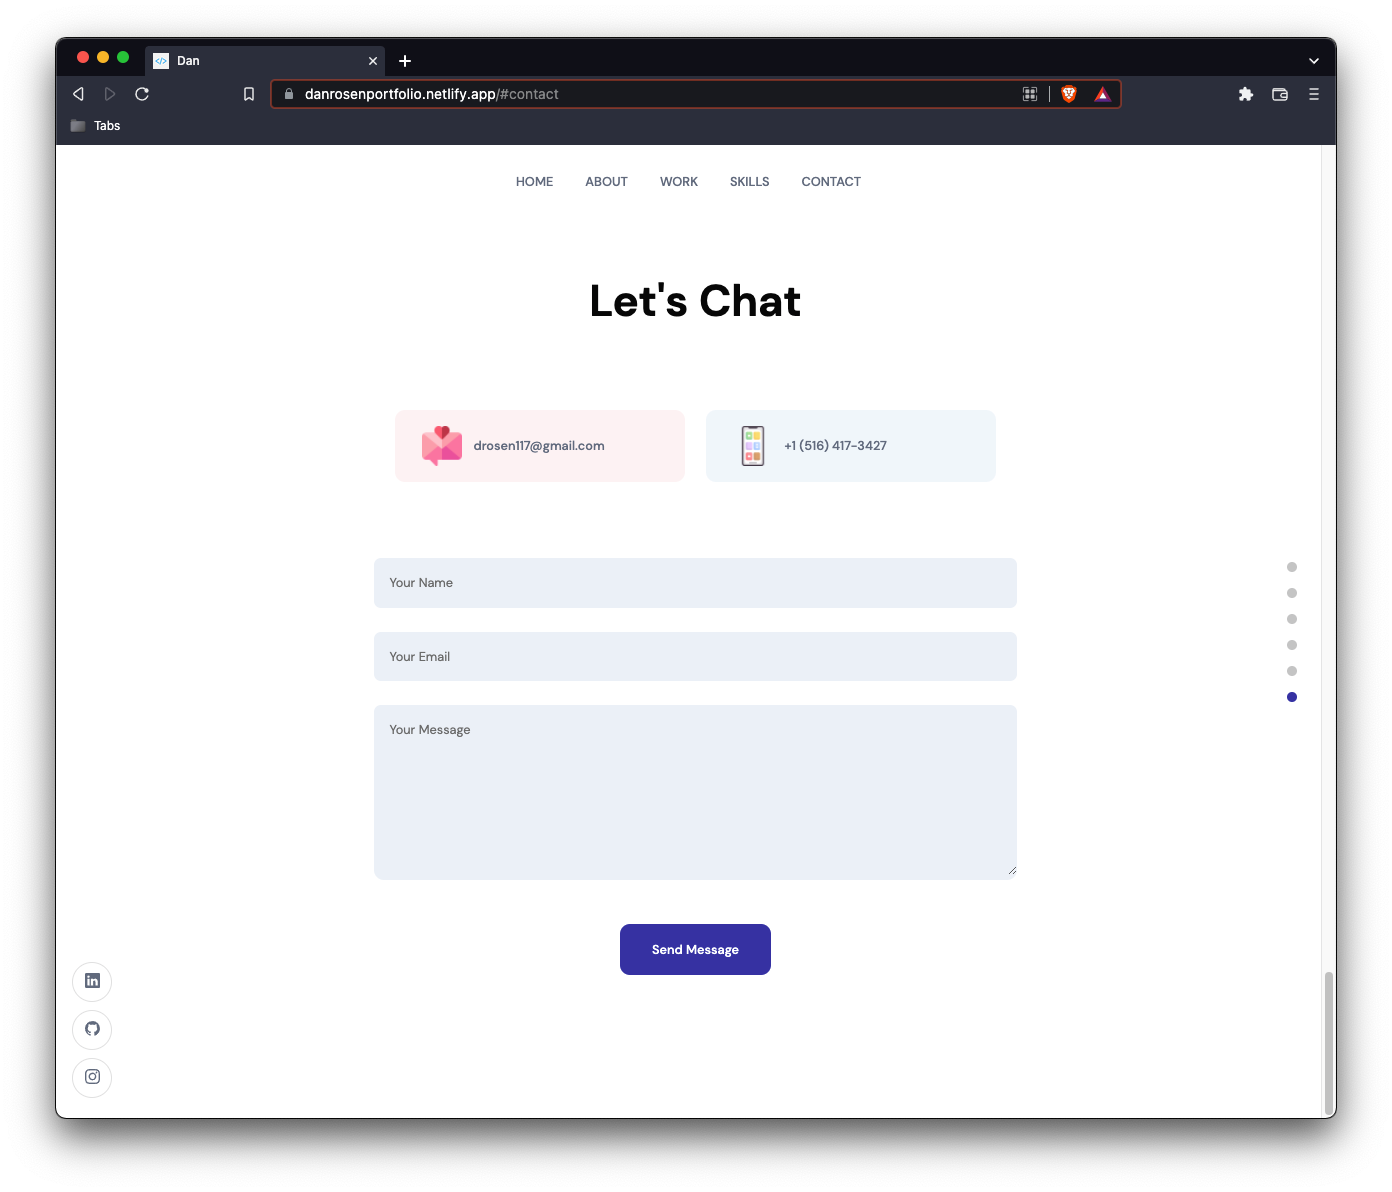 Dan
danrosenportfolio.netlify.app/#contact
Tabs
HOME ABOUT WORK SKILLS CONTACT
Let's Chat
drosen117@gmail.com
+1 (516) 417-3427
Your Name
Your Email
Your Message
Send Message